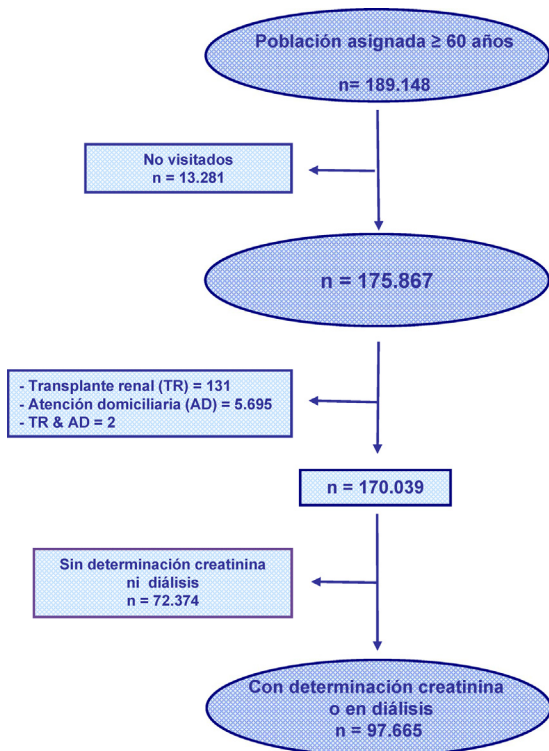 Población asignada ≥ 60 años
n= 189.148
No visitados
n = 13.281
n = 175.867
- Transplante renal (TR) = 131
- Atención domiciliaria (AD) = 5.695
- TR & AD = 2
n = 170.039
Sin determinación creatinina
ni diálisis
n = 72.374
Con determinación creatinina
o en diálisis
n = 97.665